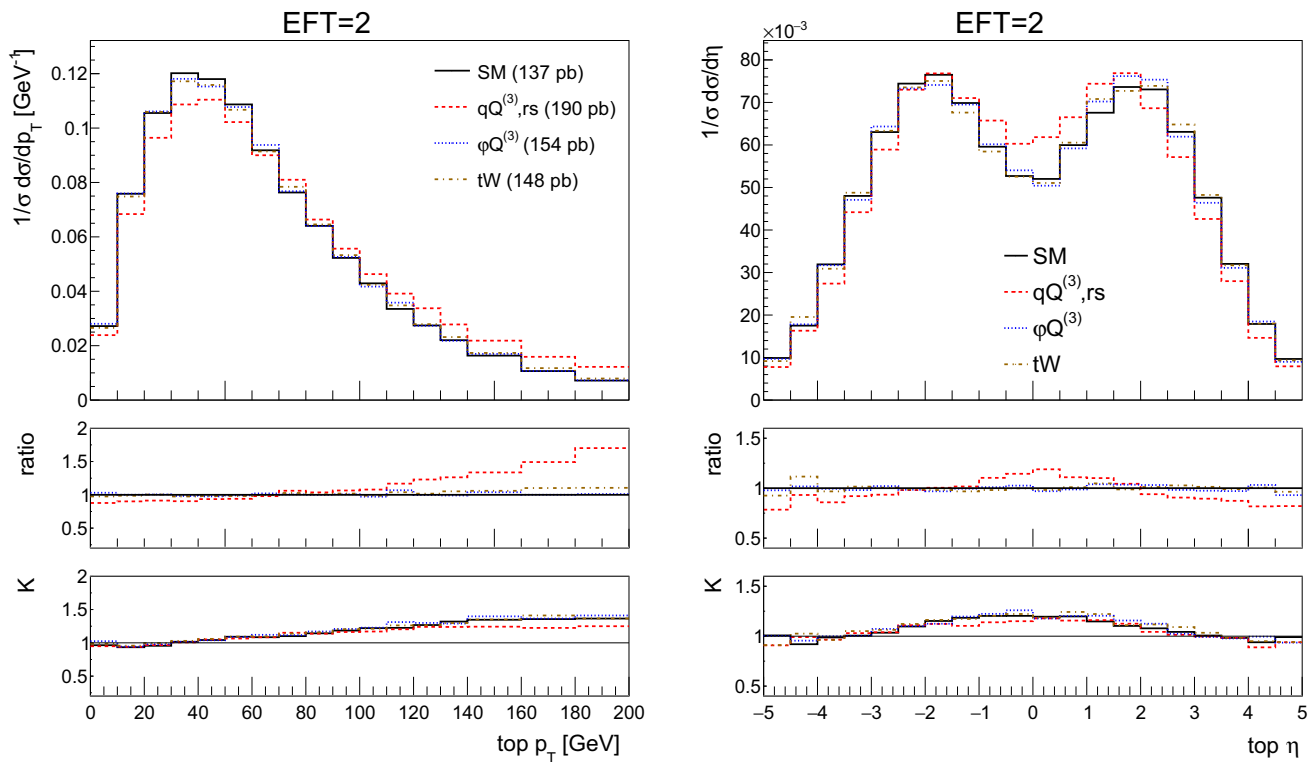 EFT=2
1/σ dσ/dp_T [GeV⁻¹]
0.12
0.1
0.08
0.06
0.04
0.02
0
SM (137 pb)
qQ⁽³⁾,rs (190 pb)
φQ⁽³⁾ (154 pb)
tW (148 pb)
ratio
2
1.5
1
0.5
K
2
1.5
1
0.5
0 20 40 60 80 100 120 140 160 180 200
top p_T [GeV]
EFT=2
×10⁻³
1/σ dσ/dη
80
70
60
50
40
30
20
10
0
SM
qQ⁽³⁾,rs
φQ⁽³⁾
tW
ratio
1.5
1
0.5
K
1.5
1
0.5
−5 −4 −3 −2 −1 0 1 2 3 4 5
top η